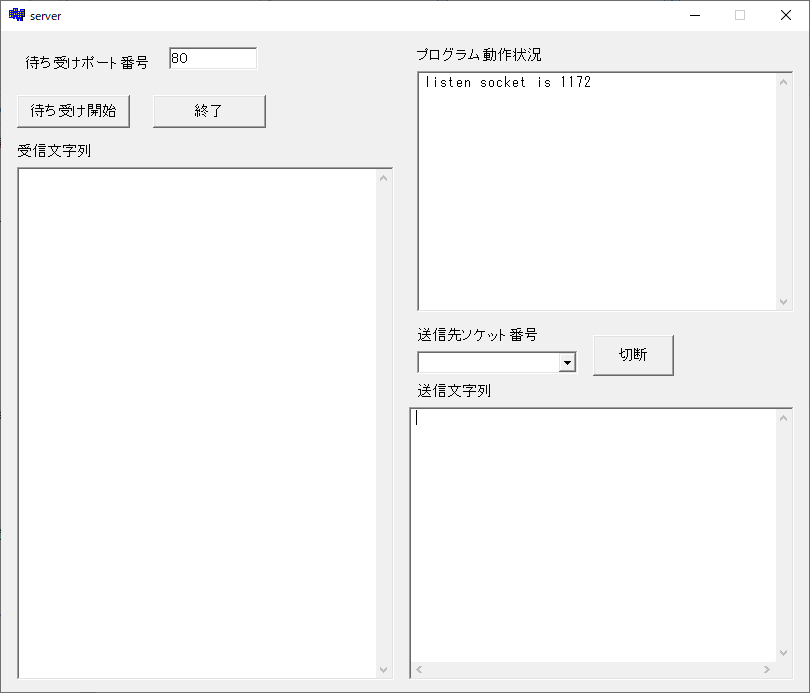 server
待ち受けポート番号
80
待ち受け開始
終了
受信文字列
プログラム動作状況
listen socket is 1172
送信先ソケット番号
切断
送信文字列